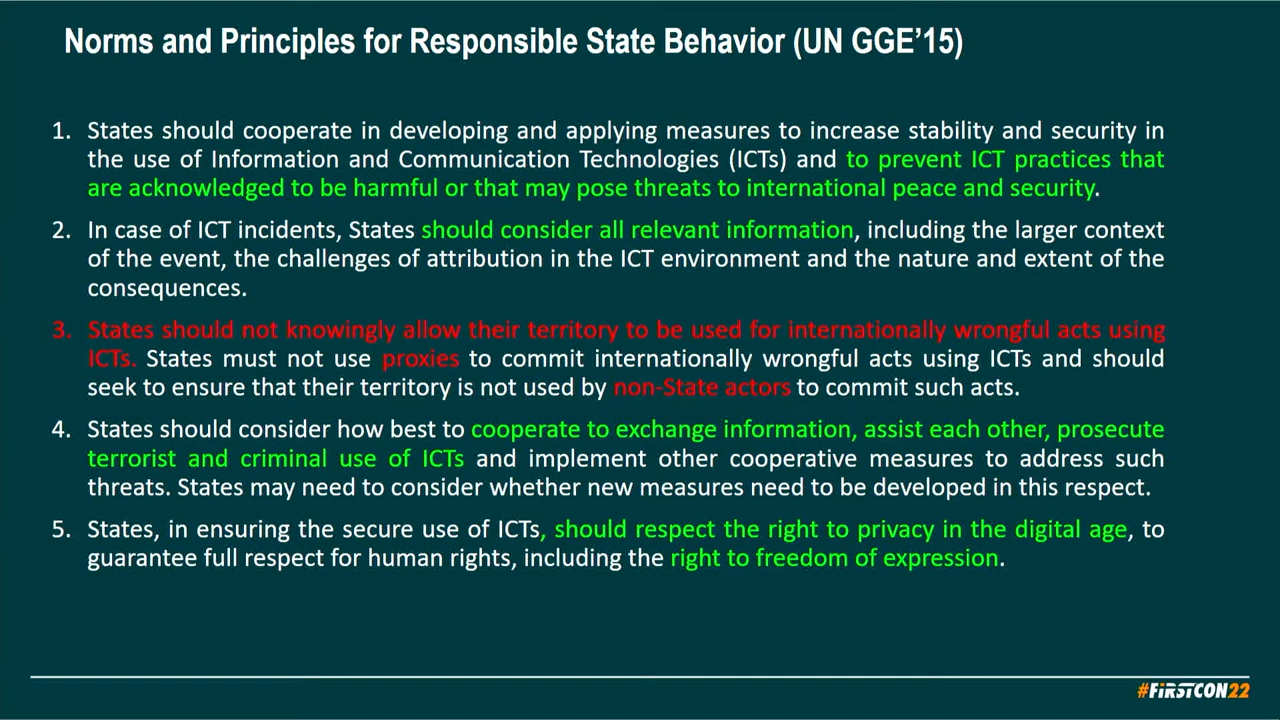 Norms and Principles for Responsible State Behavior (UN GGE'15)
1. States should cooperate in developing and applying measures to increase stability and security in
the use of Information and Communication Technologies (ICTs) and to prevent ICT practices that
are acknowledged to be harmful or that may pose threats to international peace and security.
2. In case of ICT incidents, States should consider all relevant information, including the larger context
of the event, the challenges of attribution in the ICT environment and the nature and extent of the
consequences.
3. States should not knowingly allow their territory to be used for internationally wrongful acts using
ICTs. States must not use proxies to commit internationally wrongful acts using ICTs and should
seek to ensure that their territory is not used by non-State actors to commit such acts.
4. States should consider how best to cooperate to exchange information, assist each other, prosecute
terrorist and criminal use of ICTs and implement other cooperative measures to address such
threats. States may need to consider whether new measures need to be developed in this respect.
5. States, in ensuring the secure use of ICTs, should respect the right to privacy in the digital age, to
guarantee full respect for human rights, including the right to freedom of expression.
#FiRSTCON22